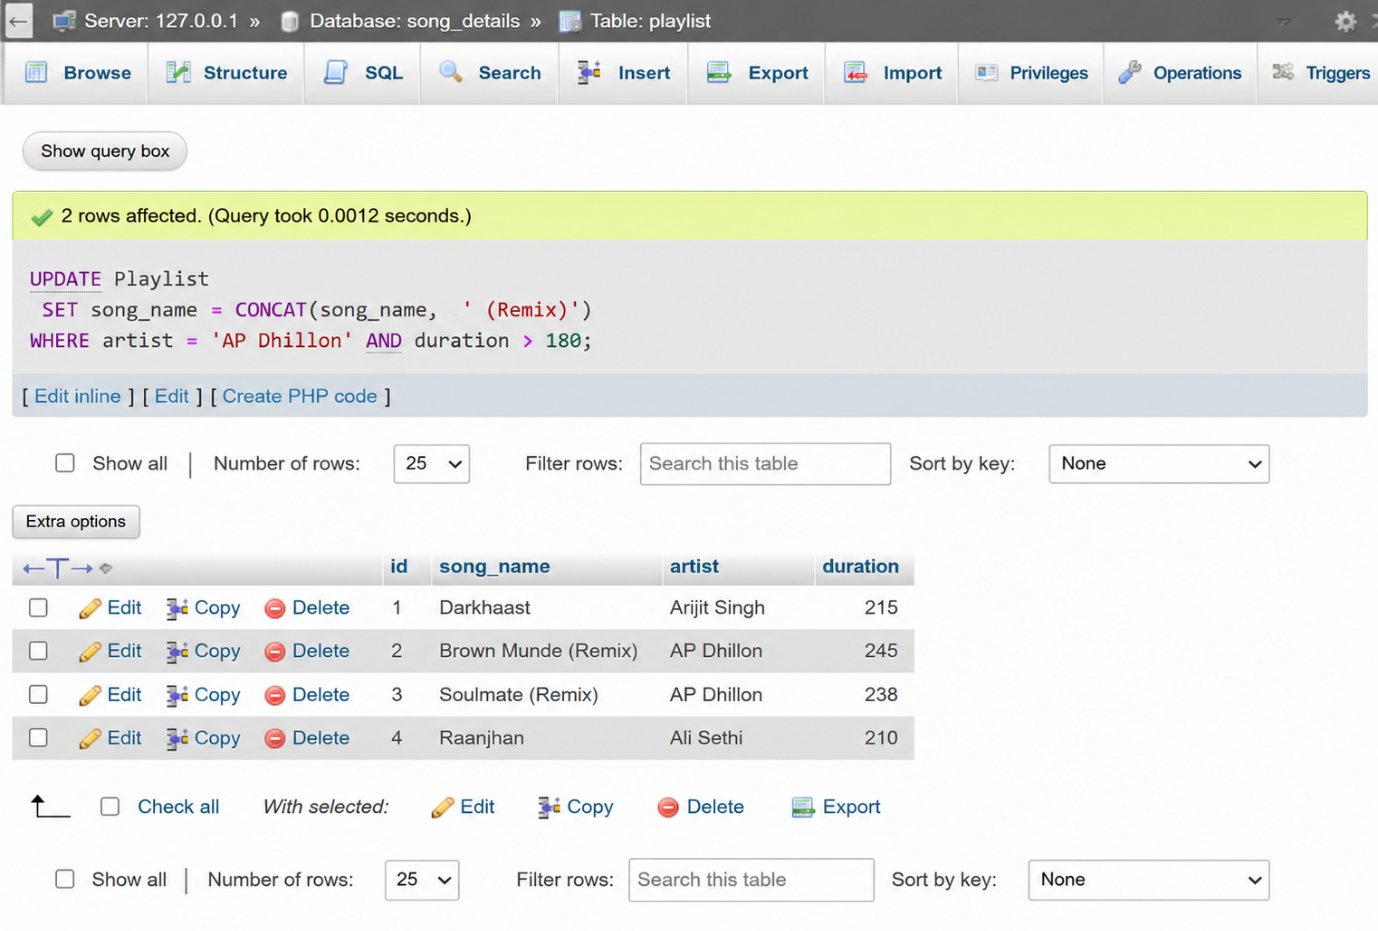 Server: 127.0.0.1 » Database: song_details » Table: playlist
Browse Structure SQL Search Insert Export Import Privileges Operations Triggers
Show query box
2 rows affected. (Query took 0.0012 seconds.)
UPDATE Playlist
SET song_name = CONCAT(song_name, ' (Remix)')
WHERE artist = 'AP Dhillon' AND duration > 180;
[ Edit inline ] [ Edit ] [ Create PHP code ]
Show all | Number of rows: 25 Filter rows: Search this table Sort by key: None
Extra options
←T→ id song_name artist duration
Edit Copy Delete 1 Darkhaast Arijit Singh 215
Edit Copy Delete 2 Brown Munde (Remix) AP Dhillon 245
Edit Copy Delete 3 Soulmate (Remix) AP Dhillon 238
Edit Copy Delete 4 Raanjhan Ali Sethi 210
Check all With selected: Edit Copy Delete Export
Show all | Number of rows: 25 Filter rows: Search this table Sort by key: None